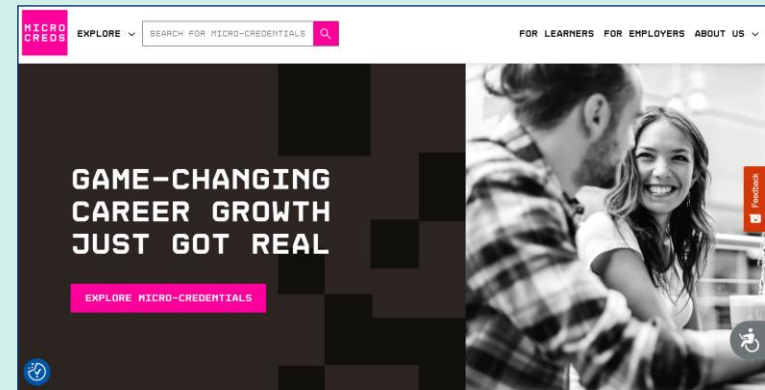 MICRO
CREDS
EXPLORE
SEARCH FOR MICRO-CREDENTIALS
FOR LEARNERS FOR EMPLOYERS ABOUT US
GAME-CHANGING
CAREER GROWTH
JUST GOT REAL
EXPLORE MICRO-CREDENTIALS
Feedback